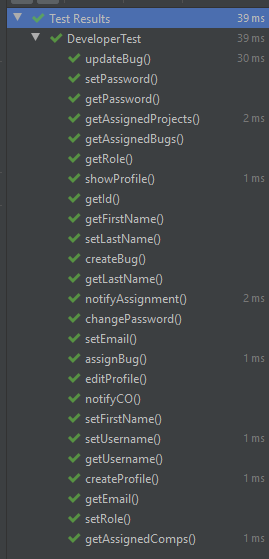 Test Results 39 ms
DeveloperTest 39 ms
updateBug() 30 ms
setPassword()
getPassword()
getAssignedProjects() 2 ms
getAssignedBugs()
getRole()
showProfile() 1 ms
getId()
getFirstName()
setLastName()
createBug()
getLastName()
notifyAssignment() 2 ms
changePassword()
setEmail()
assignBug() 1 ms
editProfile()
notifyCO()
setFirstName()
setUsername() 1 ms
getUsername()
createProfile() 1 ms
getEmail()
setRole()
getAssignedComps() 1 ms